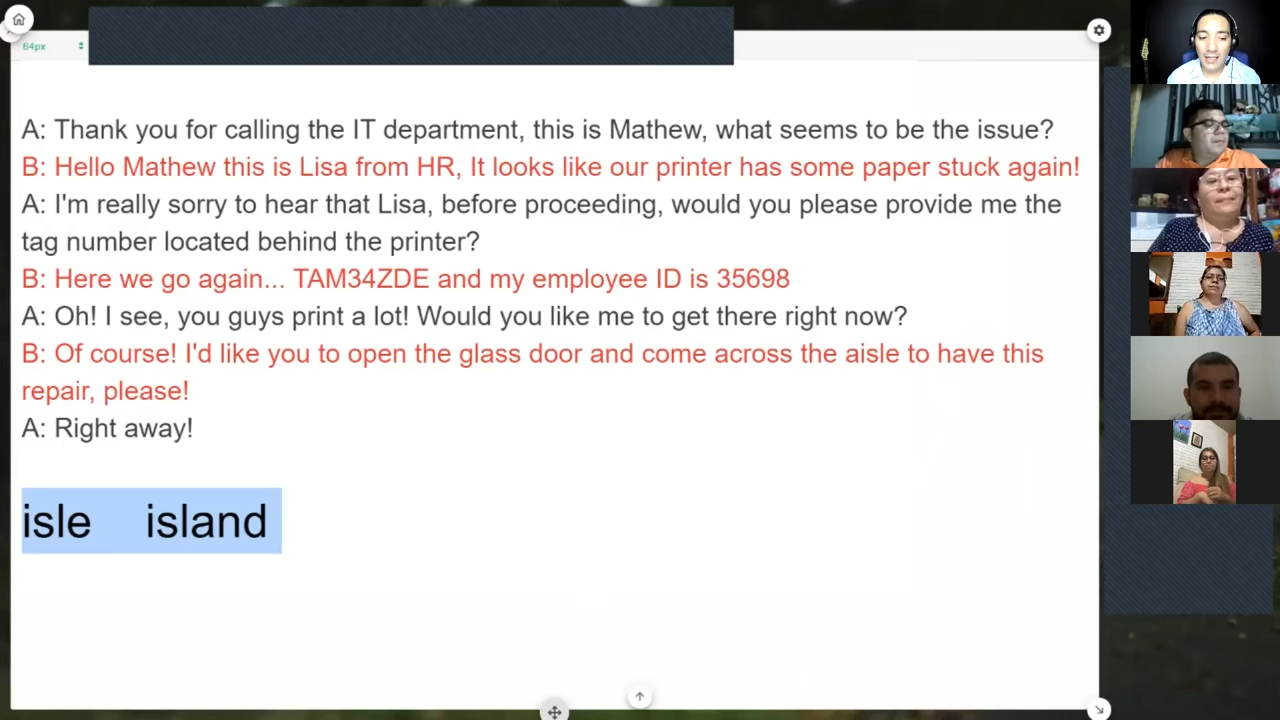 64px
A: Thank you for calling the IT department, this is Mathew, what seems to be the issue?
B: Hello Mathew this is Lisa from HR, It looks like our printer has some paper stuck again!
A: I'm really sorry to hear that Lisa, before proceeding, would you please provide me the
tag number located behind the printer?
B: Here we go again... TAM34ZDE and my employee ID is 35698
A: Oh! I see, you guys print a lot! Would you like me to get there right now?
B: Of course! I'd like you to open the glass door and come across the aisle to have this
repair, please!
A: Right away!
isle island